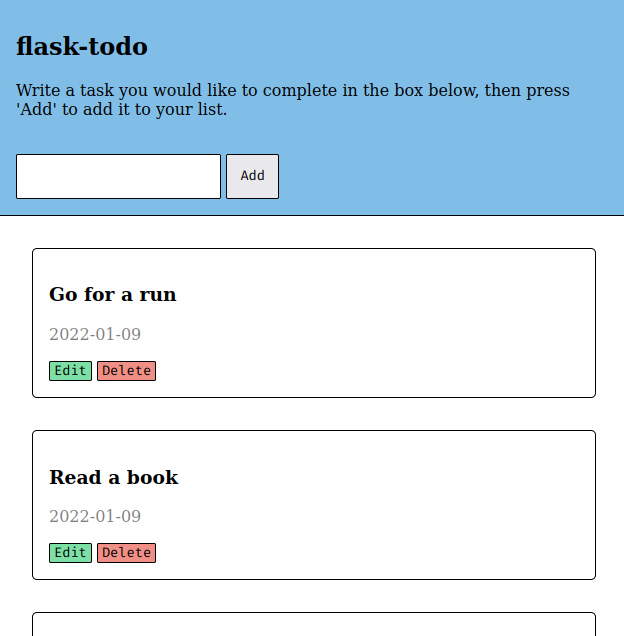 flask-todo
Write a task you would like to complete in the box below, then press
'Add' to add it to your list.
Add
Go for a run
2022-01-09
Edit Delete
Read a book
2022-01-09
Edit Delete